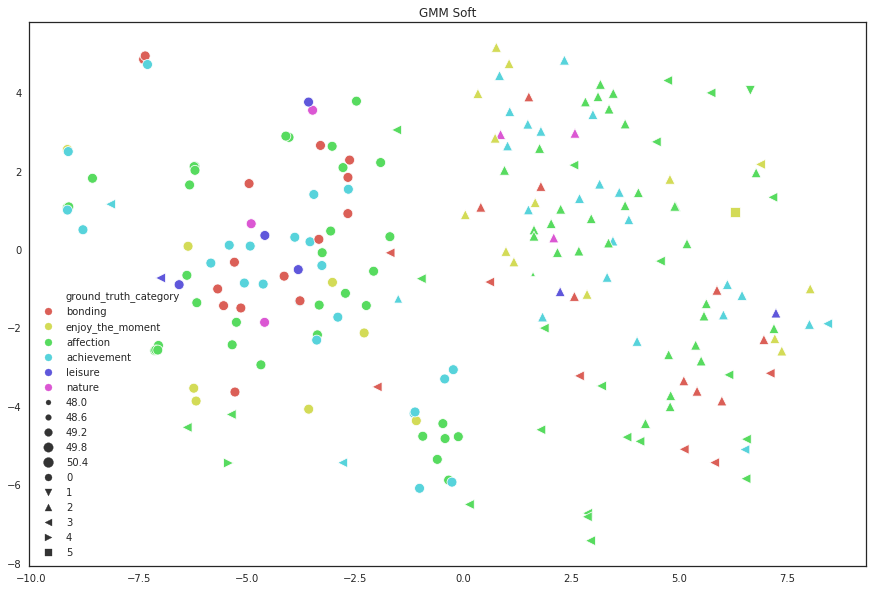 GMM Soft
4
2
0
−2
−4
−6
−8
ground_truth_category
bonding
enjoy_the_moment
affection
achievement
leisure
nature
48.0
48.6
49.2
49.8
50.4
0
1
2
3
4
5
−10.0 −7.5 −5.0 −2.5 0.0 2.5 5.0 7.5